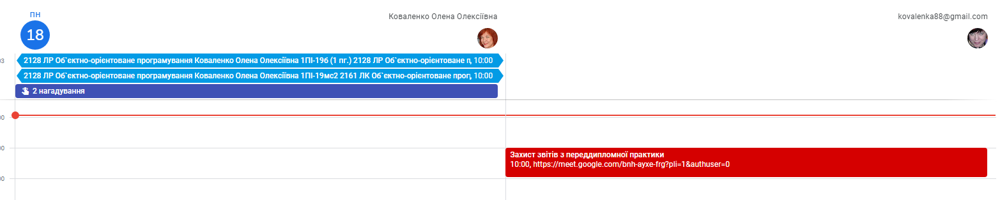 ПН
18
Коваленко Олена Олексіївна
kovalenka88@gmail.com
03
2128 ЛР Об`єктно-орієнтоване програмування Коваленко Олена Олексіївна 1ПІ-19б (1 пг.) 2128 ЛР Об`єктно-орієнтоване п, 10:00
2128 ЛР Об`єктно-орієнтоване програмування Коваленко Олена Олексіївна 1ПІ-19мс2 2161 ЛК Об`єктно-орієнтоване прог, 10:00
2 нагадування
00
00
Захист звітів з переддипломної практики
10:00, https://meet.google.com/bnh-ayxe-frg?pli=1&authuser=0
00